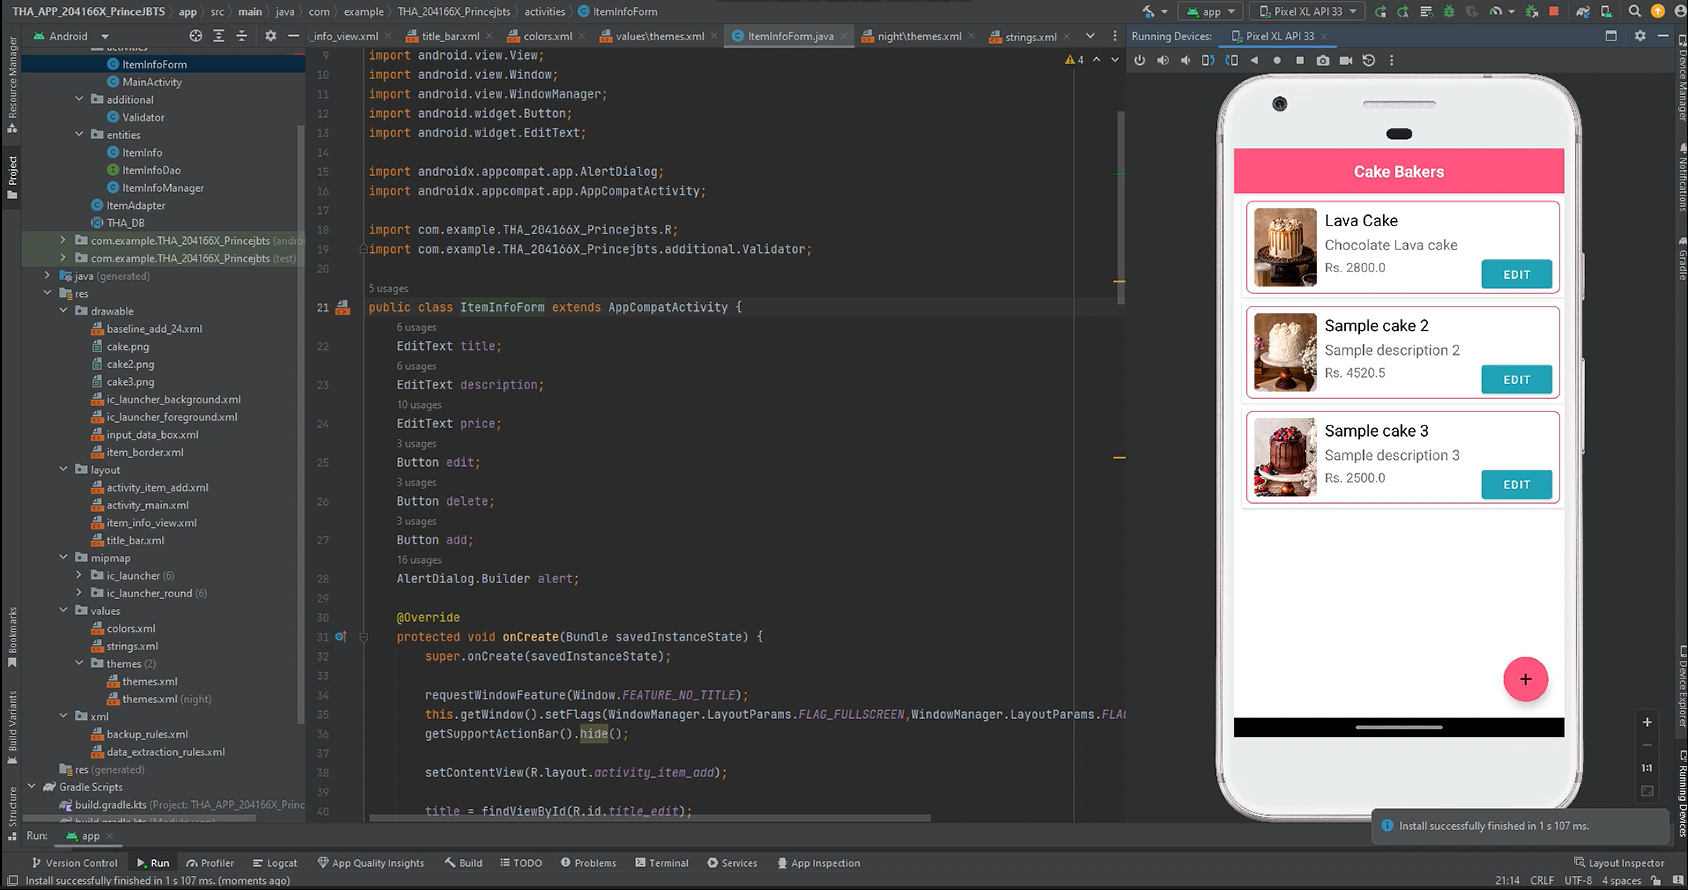 THA_APP_204166X_PrinceJBTS app src main java com example THA_204166X_Princejbts activities ItemInfoForm
app Pixel XL API 33
Android
_info_view.xml title_bar.xml colors.xml values\themes.xml ItemInfoForm.java night\themes.xml strings.xml
Running Devices: Pixel XL API 33
Resource Manager
Project
Bookmarks
Build Variants
Structure
activities
ItemInfoForm
MainActivity
additional
Validator
entities
ItemInfo
ItemInfoDao
ItemInfoManager
ItemAdapter
THA_DB
com.example.THA_204166X_Princejbts (andro
com.example.THA_204166X_Princejbts (test)
java (generated)
res
drawable
baseline_add_24.xml
cake.png
cake2.png
cake3.png
ic_launcher_background.xml
ic_launcher_foreground.xml
input_data_box.xml
item_border.xml
layout
activity_item_add.xml
activity_main.xml
item_info_view.xml
title_bar.xml
mipmap
ic_launcher (6)
ic_launcher_round (6)
values
colors.xml
strings.xml
themes (2)
themes.xml
themes.xml (night)
xml
backup_rules.xml
data_extraction_rules.xml
res (generated)
Gradle Scripts
build.gradle.kts (Project: THA_APP_204166X_Princ
4
9 import android.view.View;
10 import android.view.Window;
11 import android.view.WindowManager;
12 import android.widget.Button;
13 import android.widget.EditText;
14
15 import androidx.appcompat.app.AlertDialog;
16 import androidx.appcompat.app.AppCompatActivity;
17
18 import com.example.THA_204166X_Princejbts.R;
19 import com.example.THA_204166X_Princejbts.additional.Validator;
20
5 usages
21 public class ItemInfoForm extends AppCompatActivity {
6 usages
22 EditText title;
6 usages
23 EditText description;
10 usages
24 EditText price;
3 usages
25 Button edit;
3 usages
26 Button delete;
3 usages
27 Button add;
16 usages
28 AlertDialog.Builder alert;
29
30 @Override
31 protected void onCreate(Bundle savedInstanceState) {
32 super.onCreate(savedInstanceState);
33
34 requestWindowFeature(Window.FEATURE_NO_TITLE);
35 this.getWindow().setFlags(WindowManager.LayoutParams.FLAG_FULLSCREEN,WindowManager.LayoutParams.FLA
36 getSupportActionBar().hide();
37
38 setContentView(R.layout.activity_item_add);
39
40 title = findViewById(R.id.title_edit);
Cake Bakers
Lava Cake
Chocolate Lava cake
Rs. 2800.0
EDIT
Sample cake 2
Sample description 2
Rs. 4520.5
EDIT
Sample cake 3
Sample description 3
Rs. 2500.0
EDIT
+
1:1
Device Manager
Notifications
Gradle
Device Explorer
Running Devices
Install successfully finished in 1 s 107 ms.
Run: app
Version Control Run Profiler Logcat App Quality Insights Build TODO Problems Terminal Services App Inspection Layout Inspector
Install successfully finished in 1 s 107 ms. (moments ago) 21:14 CRLF UTF-8 4 spaces